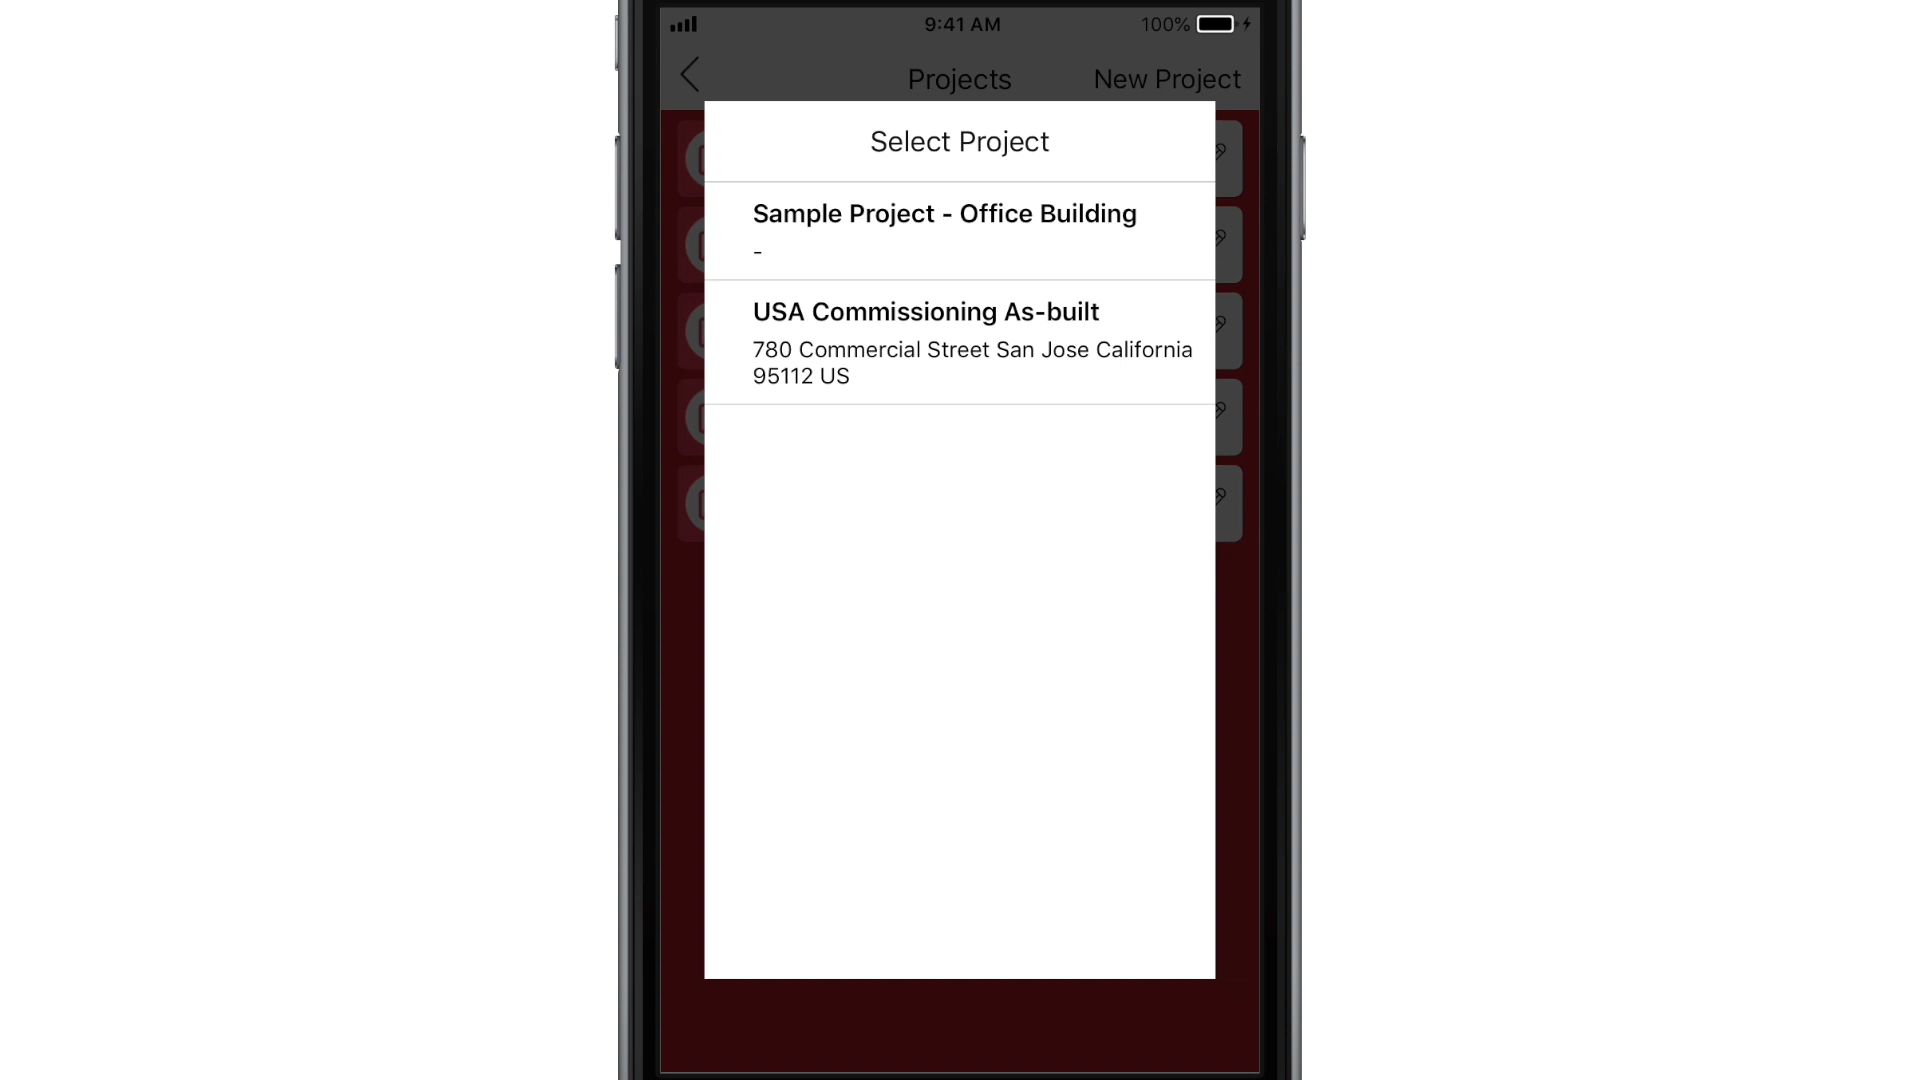 9:41 AM
100%
Projects
New Project
Select Project
Sample Project - Office Building
-
USA Commissioning As-built
780 Commercial Street San Jose California
95112 US